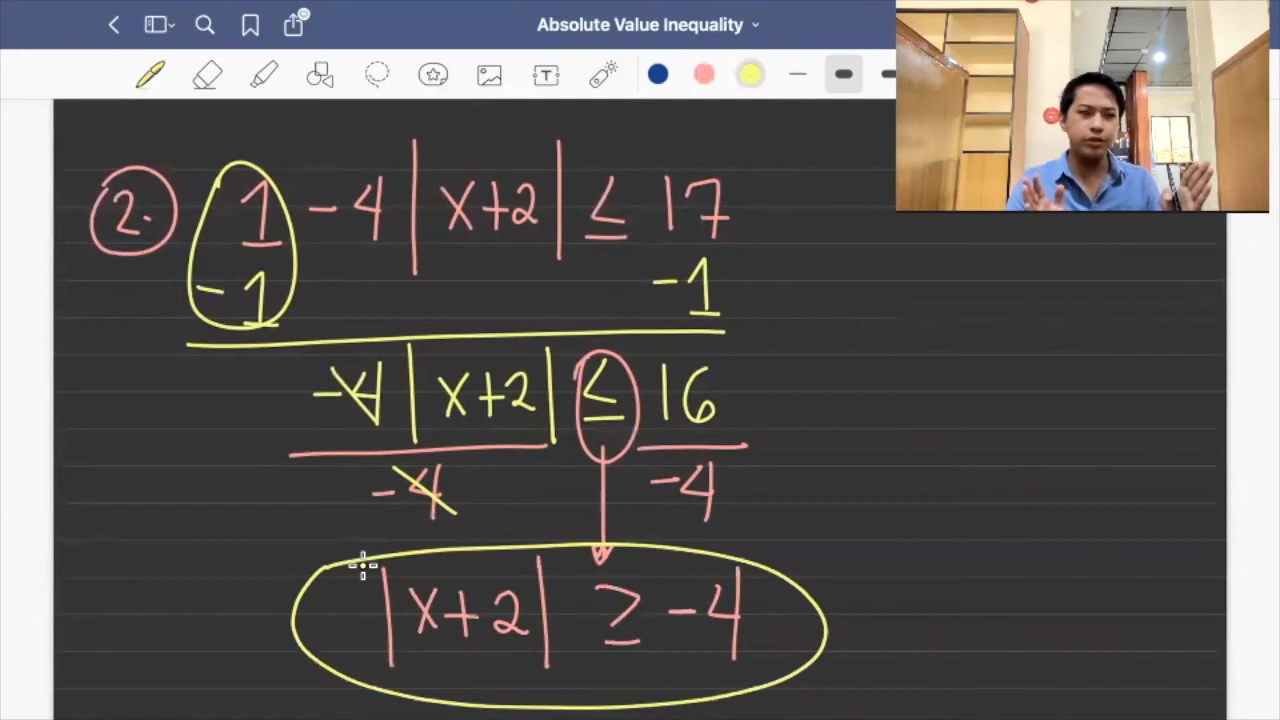 Absolute Value Inequality
T
2. 1 - 4|x+2| ≤ 17
- 1 - 1
-4|x+2| ≤ 16
-4 -4
|x+2| ≥ -4